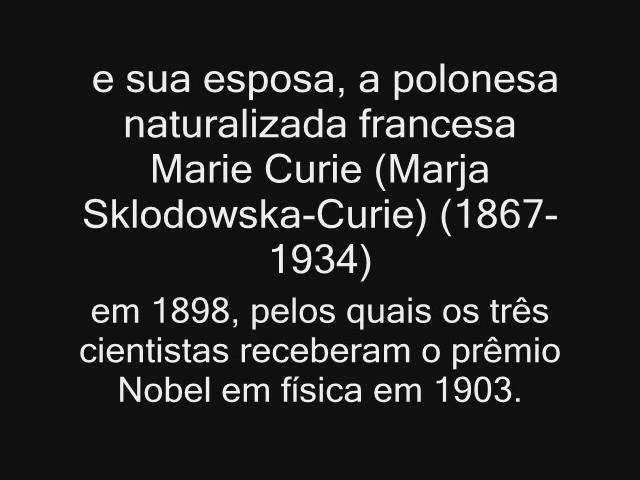 e sua esposa, a polonesa
naturalizada francesa
Marie Curie (Marja
Sklodowska-Curie) (1867-
1934)
em 1898, pelos quais os três
cientistas receberam o prêmio
Nobel em física em 1903.